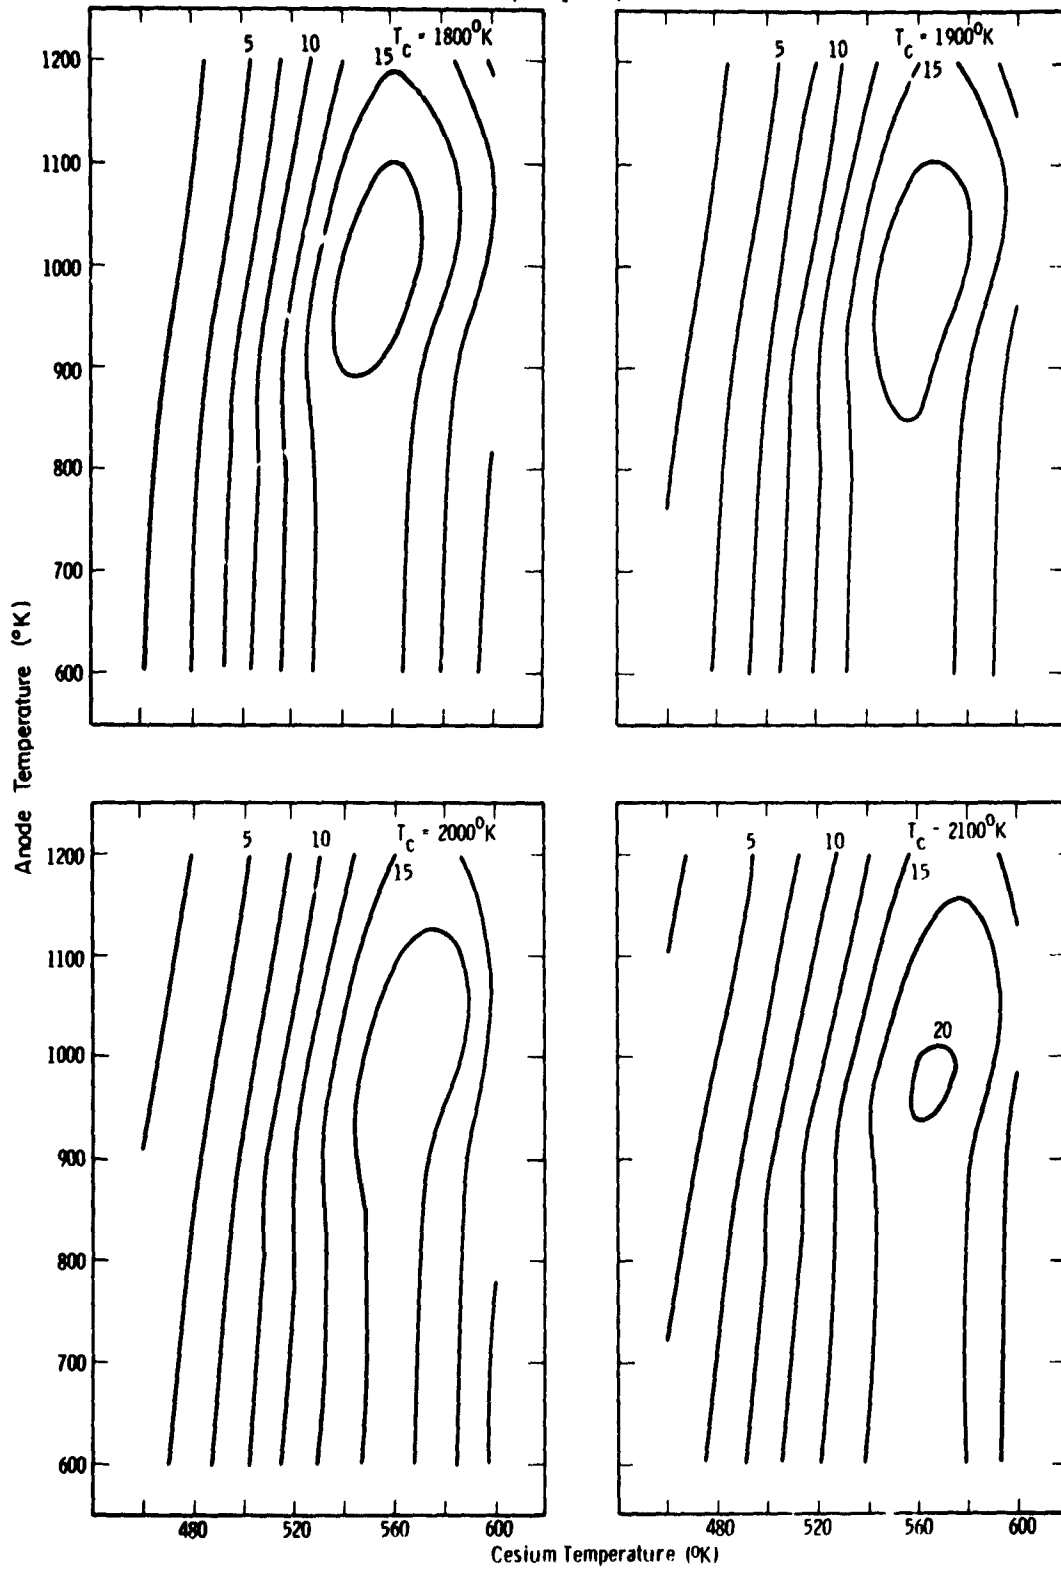 5 10 15 T_c = 1800°K
5 10 15 T_c = 1900°K
1200
1100
1000
900
800
700
600
Anode Temperature (°K)
5 10 15 T_c = 2000°K
5 10 15 T_c - 2100°K
20
1200
1100
1000
900
800
700
600
480 520 560 600
480 520 560 600
Cesium Temperature (°K)